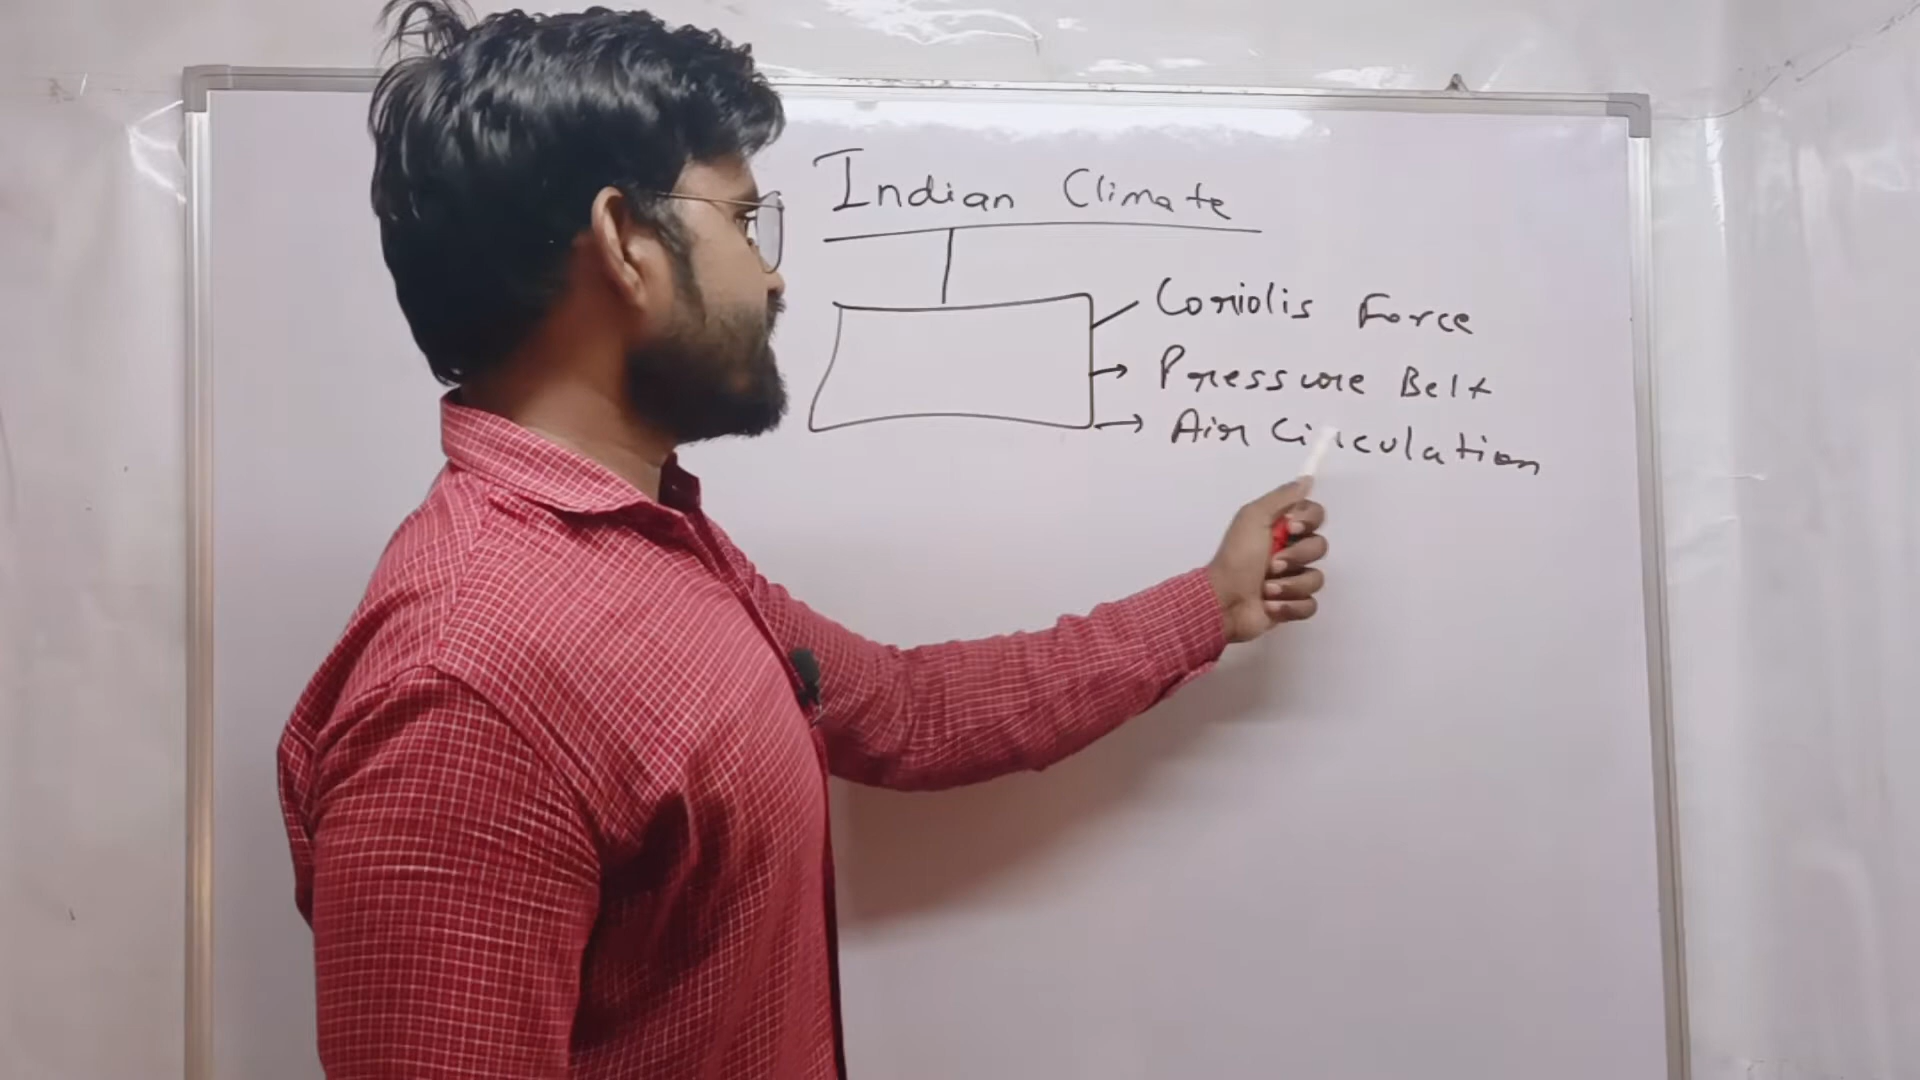 Indian Climate
Coriolis Force
Pressure Belt
Air Circulation